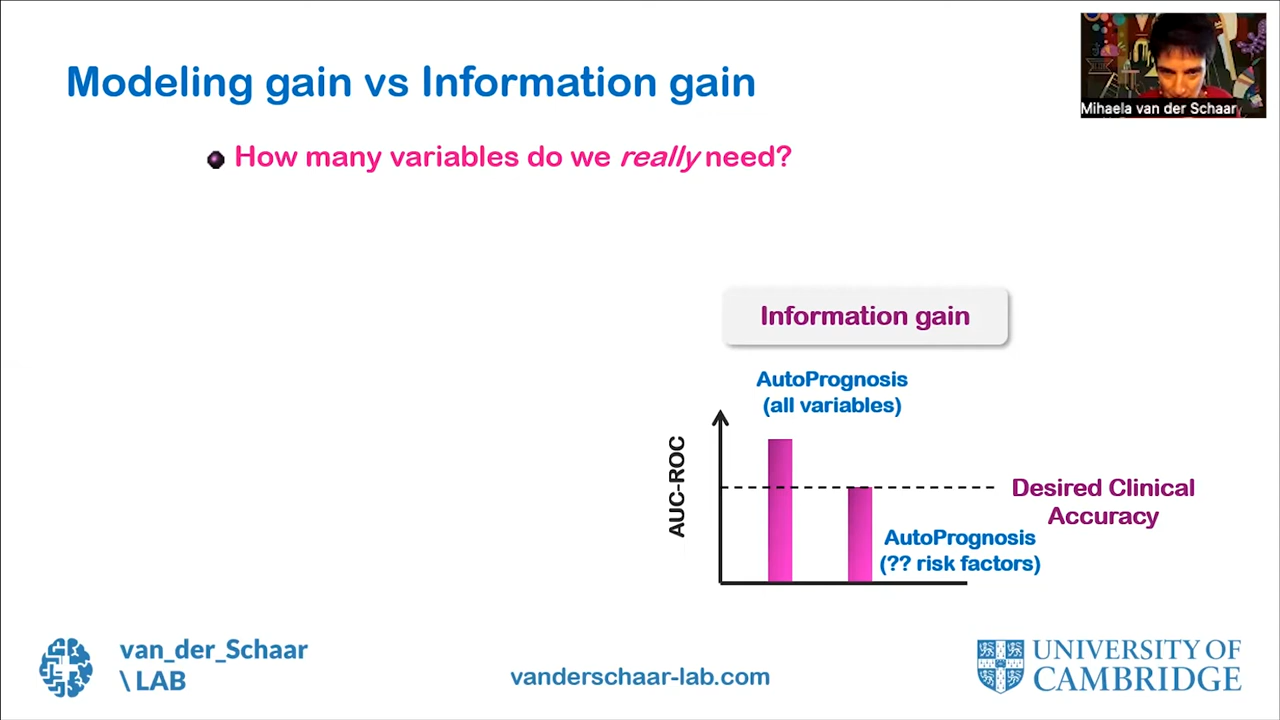 Modeling gain vs Information gain
Mihaela van der Schaar
How many variables do we really need?
Information gain
AutoPrognosis
(all variables)
AUC-ROC
Desired Clinical
Accuracy
AutoPrognosis
(?? risk factors)
van_der_Schaar
\ LAB
vanderschaar-lab.com
UNIVERSITY OF
CAMBRIDGE